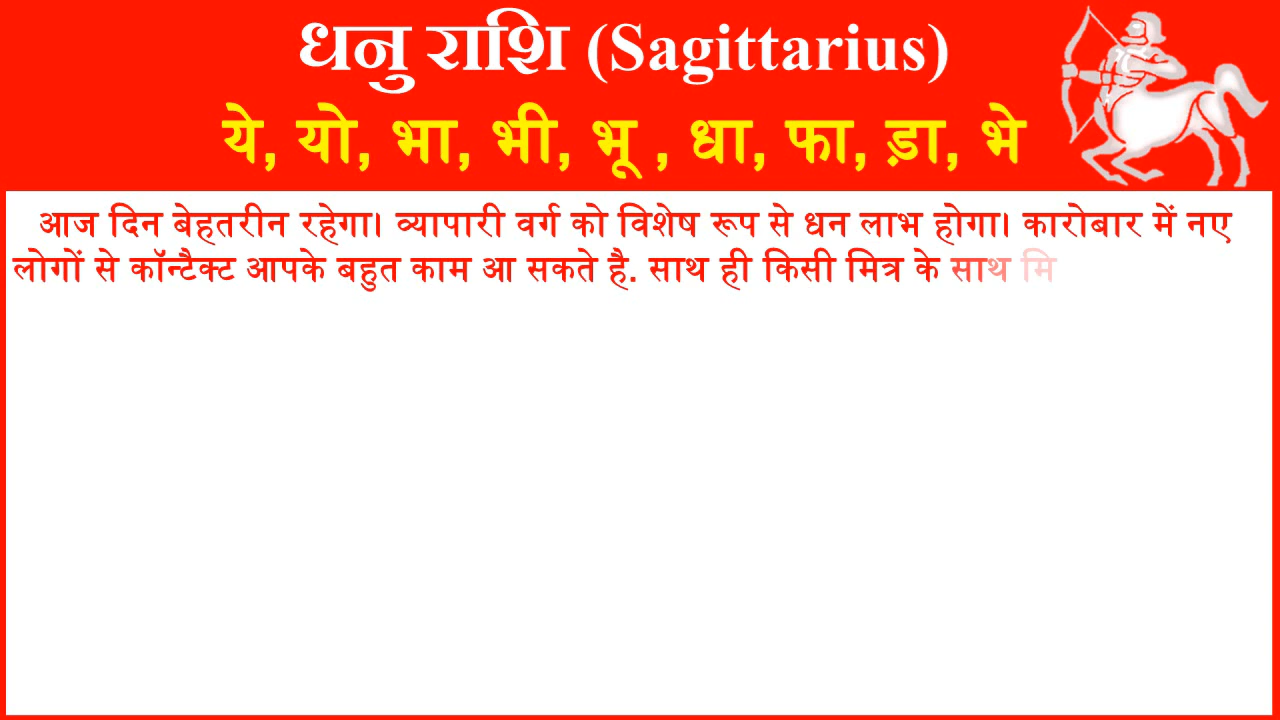 धनु राशि (Sagittarius)
ये, यो, भा, भी, भू , धा, फा, ड़ा, भे
आज दिन बेहतरीन रहेगा। व्यापारी वर्ग को विशेष रूप से धन लाभ होगा। कारोबार में नए
लोगों से कॉन्टैक्ट आपके बहुत काम आ सकते है. साथ ही किसी मित्र के साथ मि